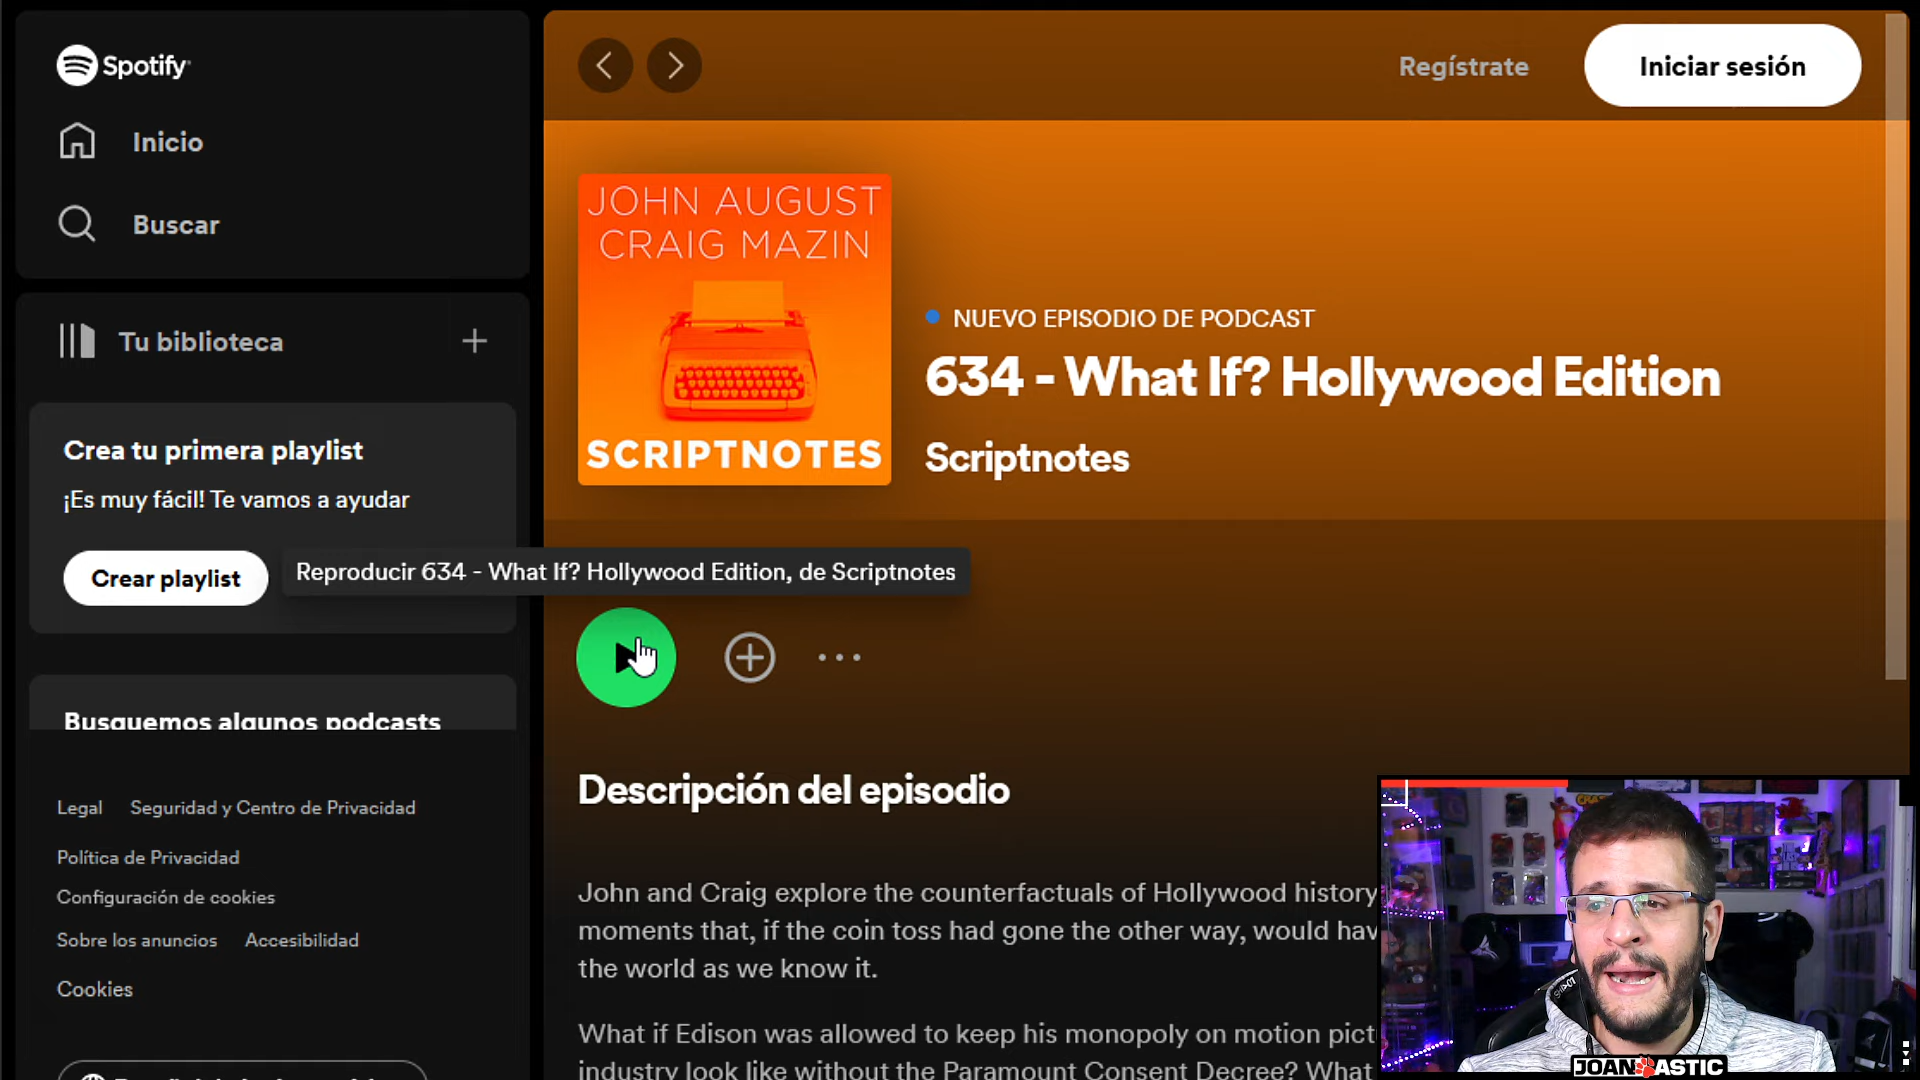 Spotify
Inicio
Buscar
Tu biblioteca
Crea tu primera playlist
¡Es muy fácil! Te vamos a ayudar
Crear playlist
Busquemos algunos podcasts
Legal
Seguridad y Centro de Privacidad
Política de Privacidad
Configuración de cookies
Sobre los anuncios
Accesibilidad
Cookies
Regístrate
Iniciar sesión
JOHN AUGUST
CRAIG MAZIN
SCRIPTNOTES
NUEVO EPISODIO DE PODCAST
634 - What If? Hollywood Edition
Scriptnotes
Reproducir 634 - What If? Hollywood Edition, de Scriptnotes
Descripción del episodio
John and Craig explore the counterfactuals of Hollywood history
moments that, if the coin toss had gone the other way, would hav
the world as we know it.
What if Edison was allowed to keep his monopoly on motion pict
industry look like without the Paramount Consent Decree? What
JOANTASTIC